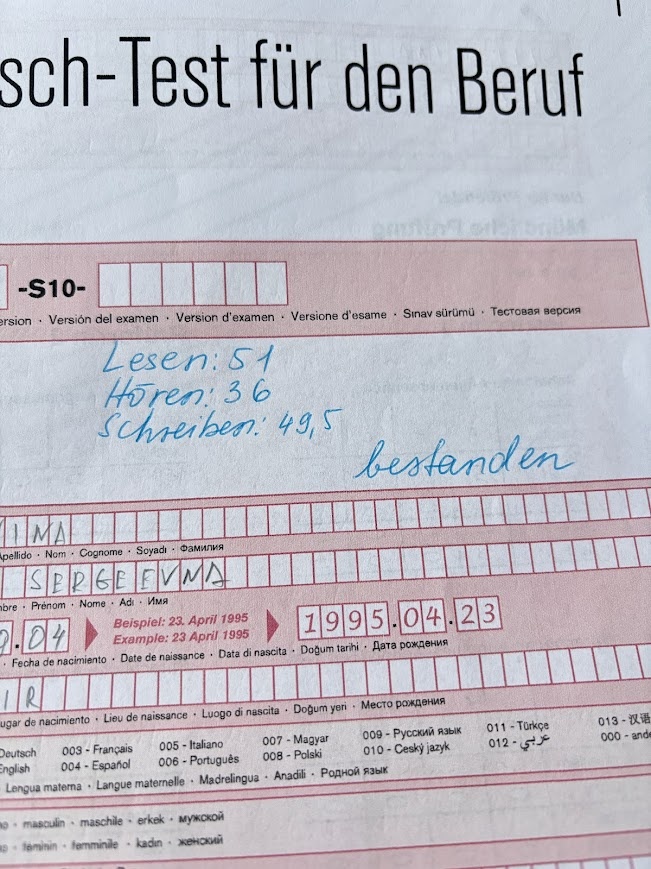 sch-Test für den Beruf
-S10-
ersion · Versión del examen · Version d'examen · Versione d'esame · Sınav sürümü · Тестовая версия
Lesen: 51
Hören: 36
Schreiben: 49,5
bestanden
INA
Apellido · Nom · Cognome · Soyadı · Фамилия
SERGEEVNA
mbre · Prénom · Nome · Adı · Имя
.04 Beispiel: 23. April 1995
Example: 23 April 1995
1995.04.23
· Fecha de nacimiento · Date de naissance · Data di nascita · Doğum tarihi · Дата рождения
IR
ugar de nacimiento · Lieu de naissance · Luogo di nascita · Doğum yeri · Место рождения
Deutsch 003 - Français 005 - Italiano 007 - Magyar 009 - Русский язык 011 - Türkçe 013 - 汉语
English 004 - Español 006 - Português 008 - Polski 010 - Ceský jazyk 012 - عربي 000 - and
Lengua materna · Langue maternelle · Madrelingua · Anadili · Родной язык
no · masculin · maschile · erkek · мужской
no · féminin · femminile · kadın · женский